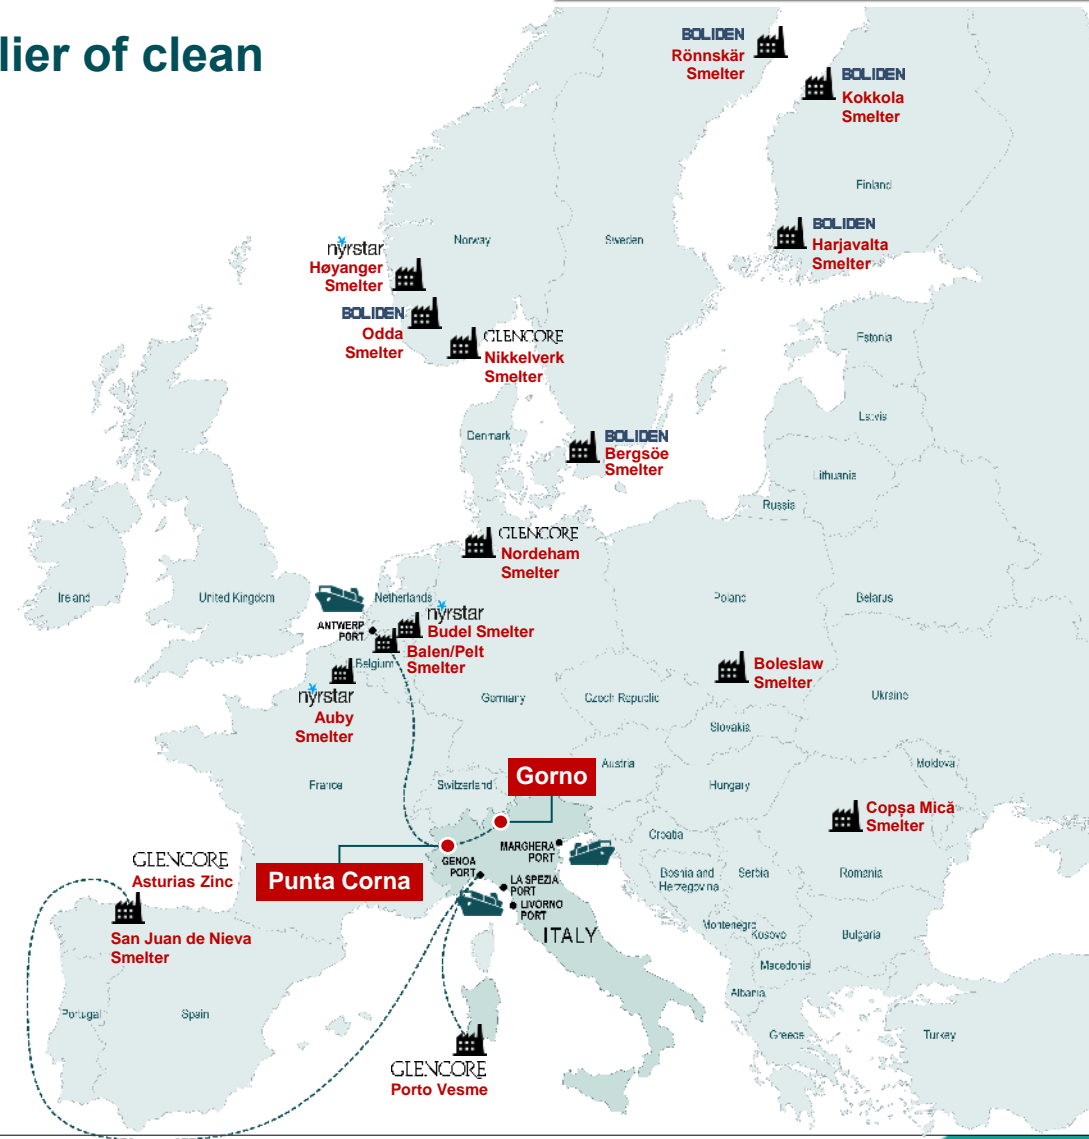 lier of clean
BOLIDEN
Rönnskär
Smelter
BOLIDEN
Kokkola
Smelter
Finland
BOLIDEN
Harjavalta
Smelter
Norway
Sweden
nyrstar
Høyanger
Smelter
BOLIDEN
Odda
Smelter
GLENCORE
Nikkelverk
Smelter
Estonia
Latvia
Denmark
BOLIDEN
Bergsöe
Smelter
Lithuania
Russia
GLENCORE
Nordeham
Smelter
Ireland
United Kingdom
Netherlands
Poland
Belarus
ANTWERP
PORT
nyrstar
Budel Smelter
Balen/Pelt
Smelter
Belgium
Boleslaw
Smelter
nyrstar
Auby
Smelter
Germany
Czech Republic
Ukraine
Slovakia
Austria
Moldova
France
Switzerland
Gorno
Hungary
Copșa Mică
Smelter
Croatia
MARGHERA
PORT
GENOA
PORT
GLENCORE
Asturias Zinc
Punta Corna
LA SPEZIA
PORT
LIVORNO
PORT
Bosnia and
Herzegovina
Serbia
Romania
ITALY
San Juan de Nieva
Smelter
Montenegro
Kosovo
Bulgaria
Macedonia
Albania
Portugal
Spain
Greece
Turkey
GLENCORE
Porto Vesme